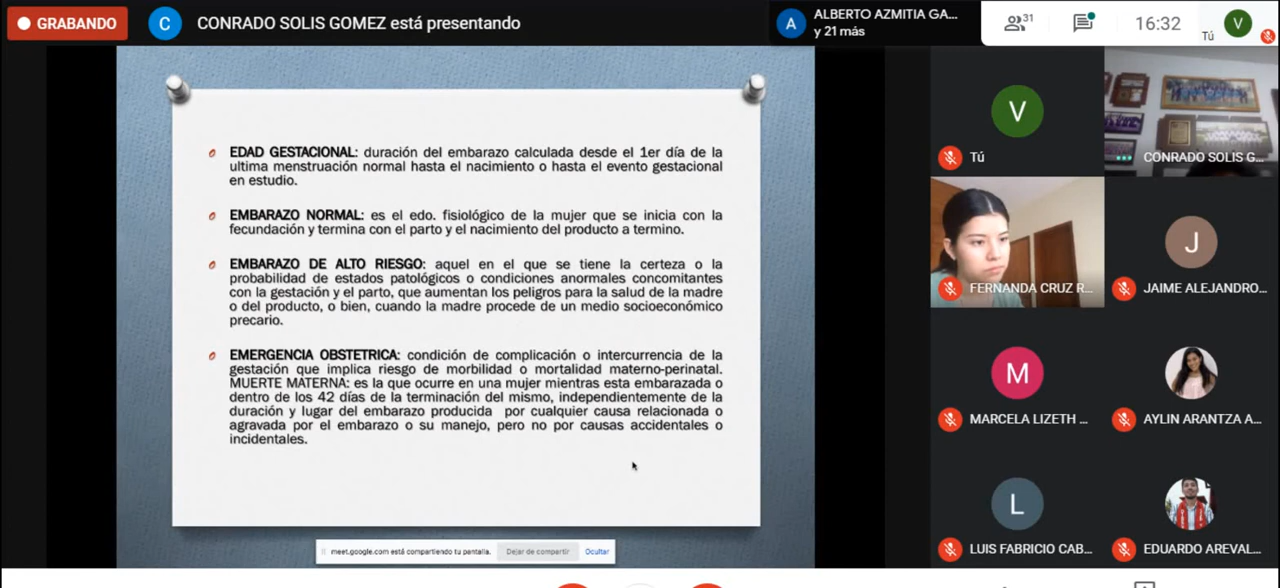 GRABANDO
C
CONRADO SOLIS GOMEZ está presentando
A
ALBERTO AZMITIA GA...
y 21 más
31
16:32
Tú
V
EDAD GESTACIONAL: duración del embarazo calculada desde el 1er día de la
ultima menstruación normal hasta el nacimiento o hasta el evento gestacional
en estudio.
EMBARAZO NORMAL: es el edo. fisiológico de la mujer que se inicia con la
fecundación y termina con el parto y el nacimiento del producto a termino.
EMBARAZO DE ALTO RIESGO: aquel en el que se tiene la certeza o la
probabilidad de estados patológicos o condiciones anormales concomitantes
con la gestación y el parto, que aumentan los peligros para la salud de la madre
o del producto, o bien, cuando la madre procede de un medio socioeconómico
precario.
EMERGENCIA OBSTETRICA: condición de complicación o intercurrencia de la
gestación que implica riesgo de morbilidad o mortalidad materno-perinatal.
MUERTE MATERNA: es la que ocurre en una mujer mientras esta embarazada o
dentro de los 42 días de la terminación del mismo, independientemente de la
duración y lugar del embarazo producida por cualquier causa relacionada o
agravada por el embarazo o su manejo, pero no por causas accidentales o
incidentales.
meet.google.com está compartiendo tu pantalla.
Dejar de compartir
Ocultar
V
Tú
CONRADO SOLIS G...
FERNANDA CRUZ R...
J
JAIME ALEJANDRO...
M
MARCELA LIZETH ...
AYLIN ARANTZA A...
L
LUIS FABRICIO CAB...
EDUARDO AREVAL...